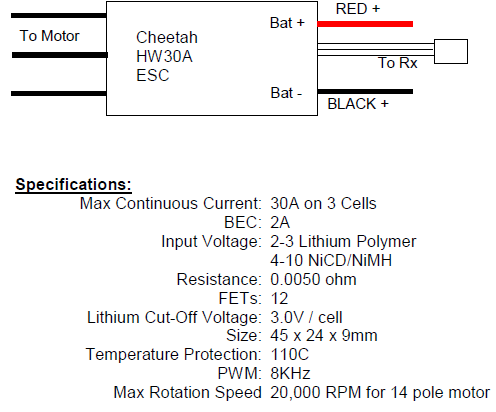 RED +
Bat +
To Motor
Cheetah
HW30A
ESC
To Rx
Bat -
BLACK +
Specifications:
Max Continuous Current: 30A on 3 Cells
BEC: 2A
Input Voltage: 2-3 Lithium Polymer
4-10 NiCD/NiMH
Resistance: 0.0050 ohm
FETs: 12
Lithium Cut-Off Voltage: 3.0V / cell
Size: 45 x 24 x 9mm
Temperature Protection: 110C
PWM: 8KHz
Max Rotation Speed 20,000 RPM for 14 pole motor